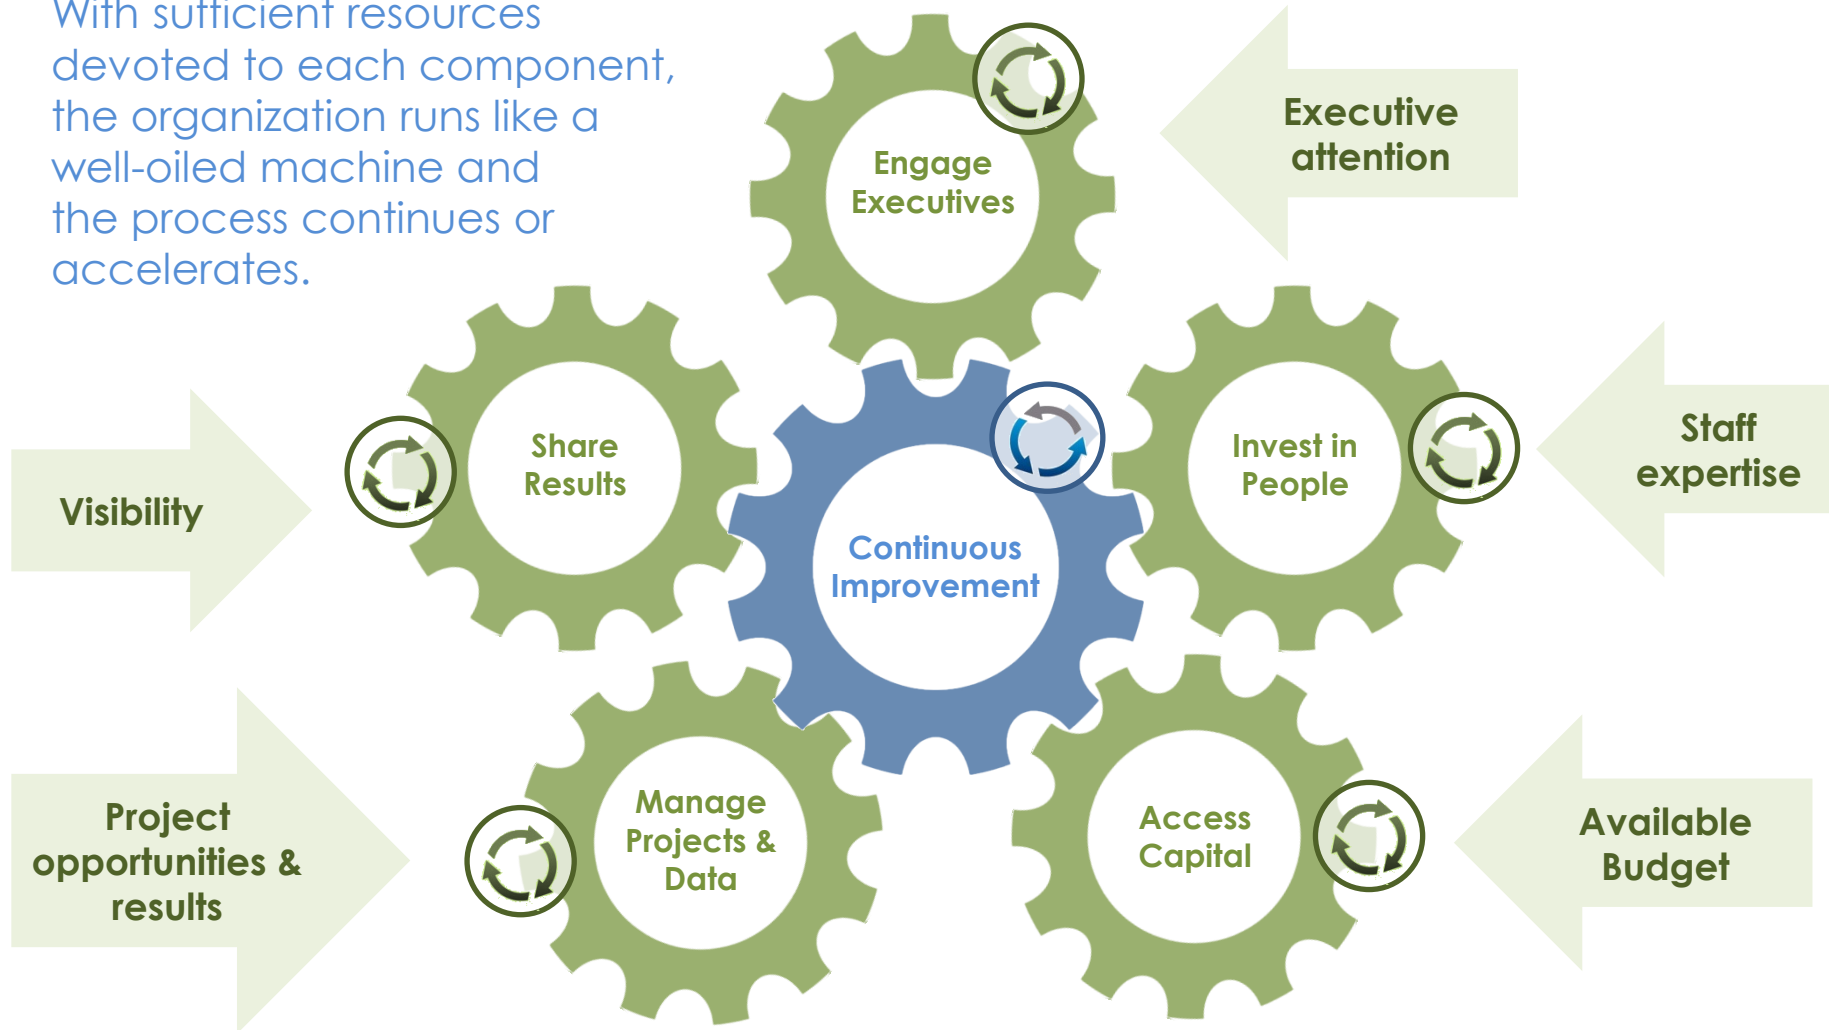 With sufficient resources
devoted to each component,
the organization runs like a
well-oiled machine and
the process continues or
accelerates.
Engage
Executives
Executive
attention
Share
Results
Invest in
People
Staff
expertise
Visibility
Continuous
Improvement
Manage
Projects &
Data
Access
Capital
Project
opportunities &
results
Available
Budget